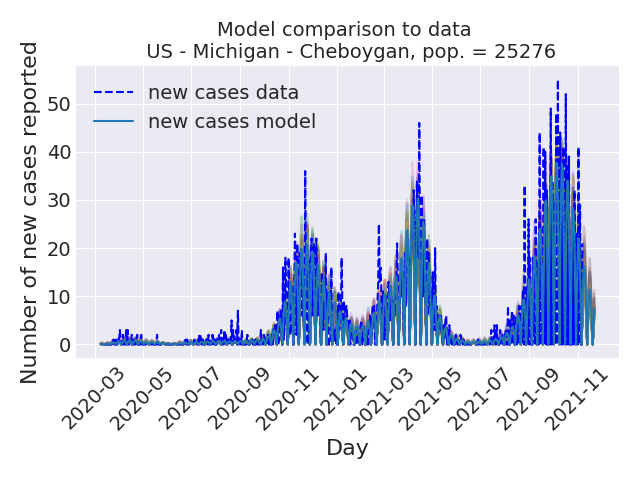 Model comparison to data
US - Michigan - Cheboygan, pop. = 25276
new cases data
new cases model
Number of new cases reported
50
40
30
20
10
0
2020-03
2020-05
2020-07
2020-09
2020-11
2021-01
2021-03
2021-05
2021-07
2021-09
2021-11
Day